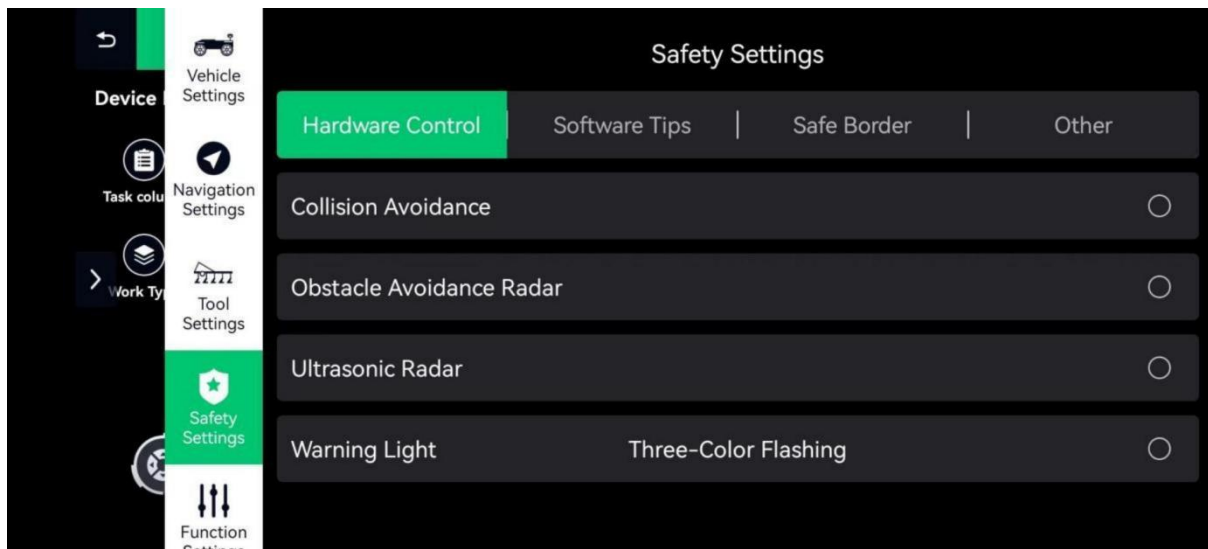 Vehicle
Settings
Device
Task colu
Navigation
Settings
Work Ty
Tool
Settings
Safety
Settings
Function
Safety Settings
Hardware Control
Software Tips
Safe Border
Other
Collision Avoidance
Obstacle Avoidance Radar
Ultrasonic Radar
Warning Light Three-Color Flashing